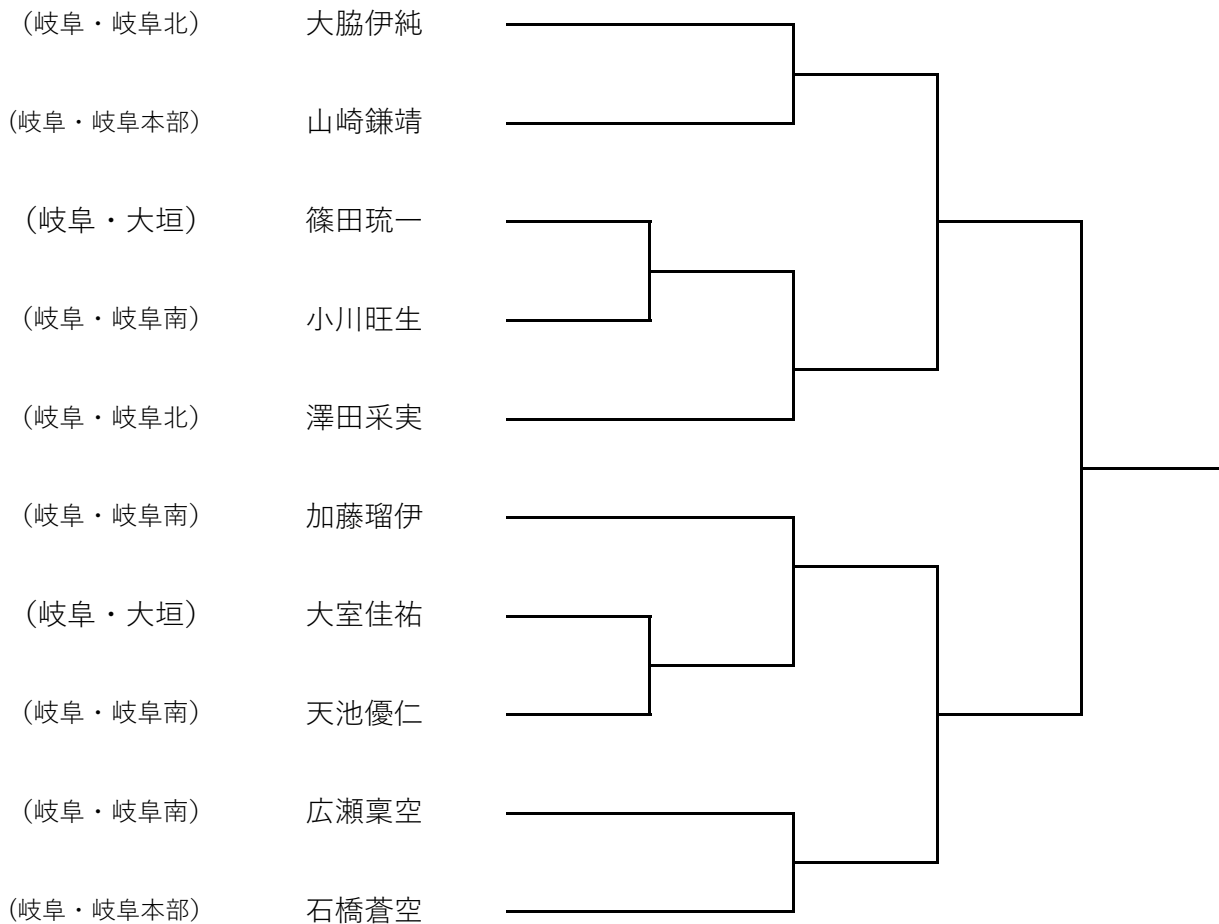 (岐阜・岐阜北) 大脇伊純
(岐阜・岐阜本部) 山崎鎌靖
(岐阜・大垣) 篠田琉一
(岐阜・岐阜南) 小川旺生
(岐阜・岐阜北) 澤田采実
(岐阜・岐阜南) 加藤瑠伊
(岐阜・大垣) 大室佳祐
(岐阜・岐阜南) 天池優仁
(岐阜・岐阜南) 広瀬稟空
(岐阜・岐阜本部) 石橋蒼空